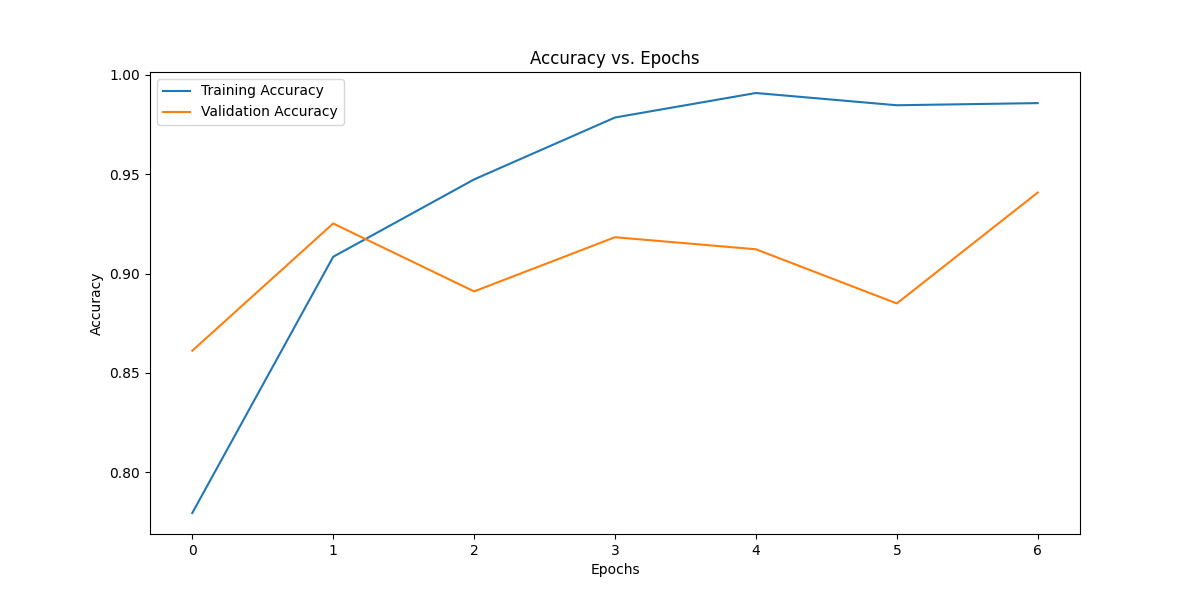 Accuracy vs. Epochs
Training Accuracy
Validation Accuracy
1.00
0.95
0.90
0.85
0.80
Accuracy
0 1 2 3 4 5 6
Epochs